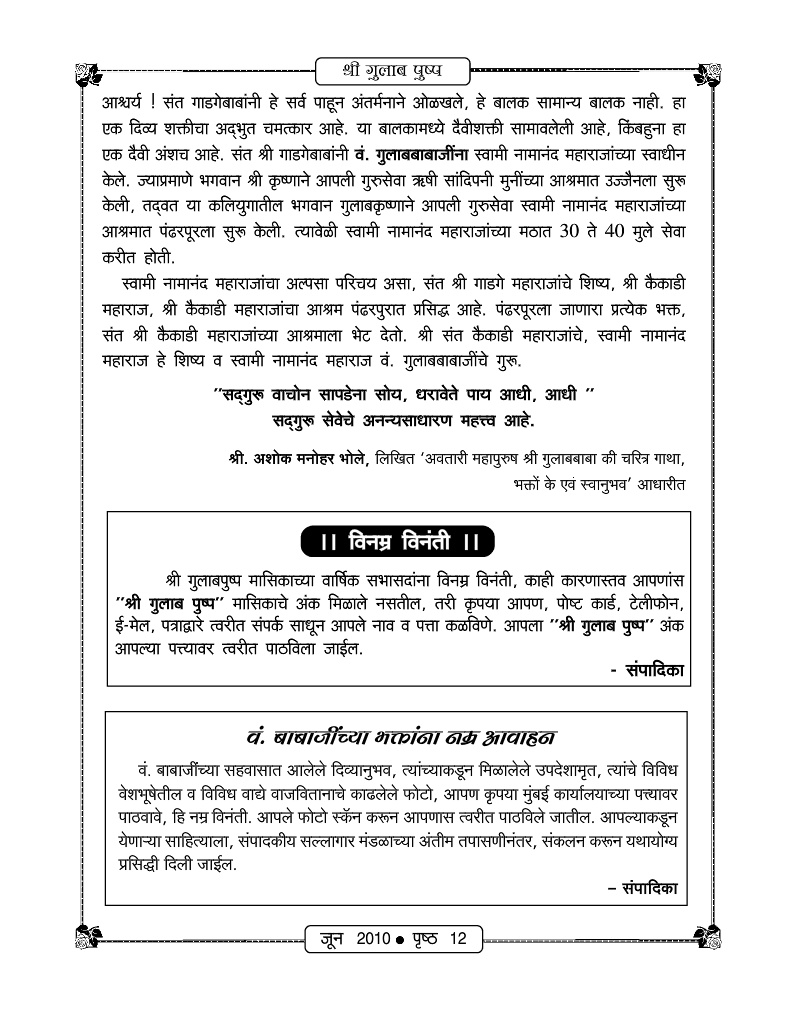 श्री गुलाब पुष्प
आश्चर्य ! संत गाडगेबाबांनी हे सर्व पाहून अंतर्मनाने ओळखले, हे बालक सामान्य बालक नाही. हा
एक दिव्य शक्तीचा अद्‌भुत चमत्कार आहे. या बालकामध्ये दैवीशक्ती सामावलेली आहे, किंबहुना हा
एक दैवी अंशच आहे. संत श्री गाडगेबाबांनी वं. गुलाबबाबाजींना स्वामी नामानंद महाराजांच्या स्वाधीन
केले. ज्याप्रमाणे भगवान श्री कृष्णाने आपली गुरुसेवा ऋषी सांदिपनी मुनींच्या आश्रमात उज्जैनला सुरू
केली, तद्‌वत या कलियुगातील भगवान गुलाबकृष्णाने आपली गुरुसेवा स्वामी नामानंद महाराजांच्या
आश्रमात पंढरपूरला सुरू केली. त्यावेळी स्वामी नामानंद महाराजांच्या मठात 30 ते 40 मुले सेवा
करीत होती.
स्वामी नामानंद महाराजांचा अल्पसा परिचय असा, संत श्री गाडगे महाराजांचे शिष्य, श्री कैकाडी
महाराज, श्री कैकाडी महाराजांचा आश्रम पंढरपुरात प्रसिद्ध आहे. पंढरपूरला जाणारा प्रत्येक भक्त,
संत श्री कैकाडी महाराजांच्या आश्रमाला भेट देतो. श्री संत कैकाडी महाराजांचे, स्वामी नामानंद
महाराज हे शिष्य व स्वामी नामानंद महाराज वं. गुलाबबाबाजींचे गुरू.
"सद्‌गुरू वाचोन सापडेना सोय, धरावेते पाय आधी, आधी "
सद्‌गुरू सेवेचे अनन्यसाधारण महत्त्व आहे.
श्री. अशोक मनोहर भोले, लिखित 'अवतारी महापुरुष श्री गुलाबबाबा की चरित्र गाथा,
भक्तों के एवं स्वानुभव' आधारीत
।। विनम्र विनंती ।।
श्री गुलाबपुष्प मासिकाच्या वार्षिक सभासदांना विनम्र विनंती, काही कारणास्तव आपणांस
"श्री गुलाब पुष्प" मासिकाचे अंक मिळाले नसतील, तरी कृपया आपण, पोष्ट कार्ड, टेलीफोन,
ई-मेल, पत्राद्वारे त्वरीत संपर्क साधून आपले नाव व पत्ता कळविणे. आपला "श्री गुलाब पुष्प" अंक
आपल्या पत्त्यावर त्वरीत पाठविला जाईल.
- संपादिका
वं. बाबाजींच्या भक्तांना नम्र आवाहन
वं. बाबाजींच्या सहवासात आलेले दिव्यानुभव, त्यांच्याकडून मिळालेले उपदेशामृत, त्यांचे विविध
वेशभूषेतील व विविध वाद्ये वाजवितानाचे काढलेले फोटो, आपण कृपया मुंबई कार्यालयाच्या पत्त्यावर
पाठवावे, हि नम्र विनंती. आपले फोटो स्कॅन करून आपणास त्वरीत पाठविले जातील. आपल्याकडून
येणाऱ्या साहित्याला, संपादकीय सल्लागार मंडळाच्या अंतीम तपासणीनंतर, संकलन करून यथायोग्य
प्रसिद्धी दिली जाईल.
– संपादिका
जून 2010 ● पृष्ठ 12